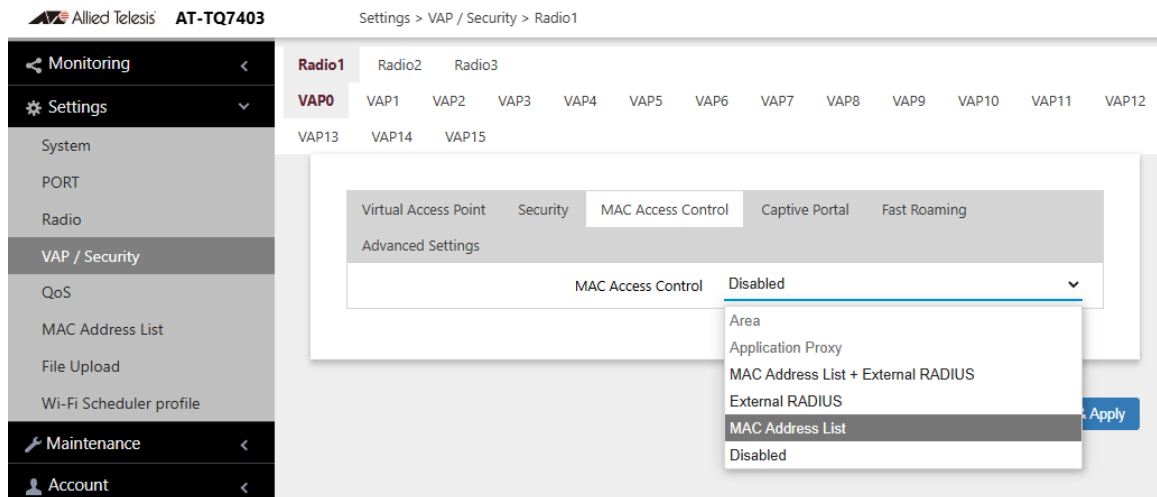 Allied Telesis AT-TQ7403
Settings > VAP / Security > Radio1
Monitoring
Settings
System
PORT
Radio
VAP / Security
QoS
MAC Address List
File Upload
Wi-Fi Scheduler profile
Maintenance
Account
Radio1 Radio2 Radio3
VAP0 VAP1 VAP2 VAP3 VAP4 VAP5 VAP6 VAP7 VAP8 VAP9 VAP10 VAP11 VAP12
VAP13 VAP14 VAP15
Virtual Access Point Security MAC Access Control Captive Portal Fast Roaming
Advanced Settings
MAC Access Control Disabled
Area
Application Proxy
MAC Address List + External RADIUS
External RADIUS
MAC Address List
Disabled
Apply